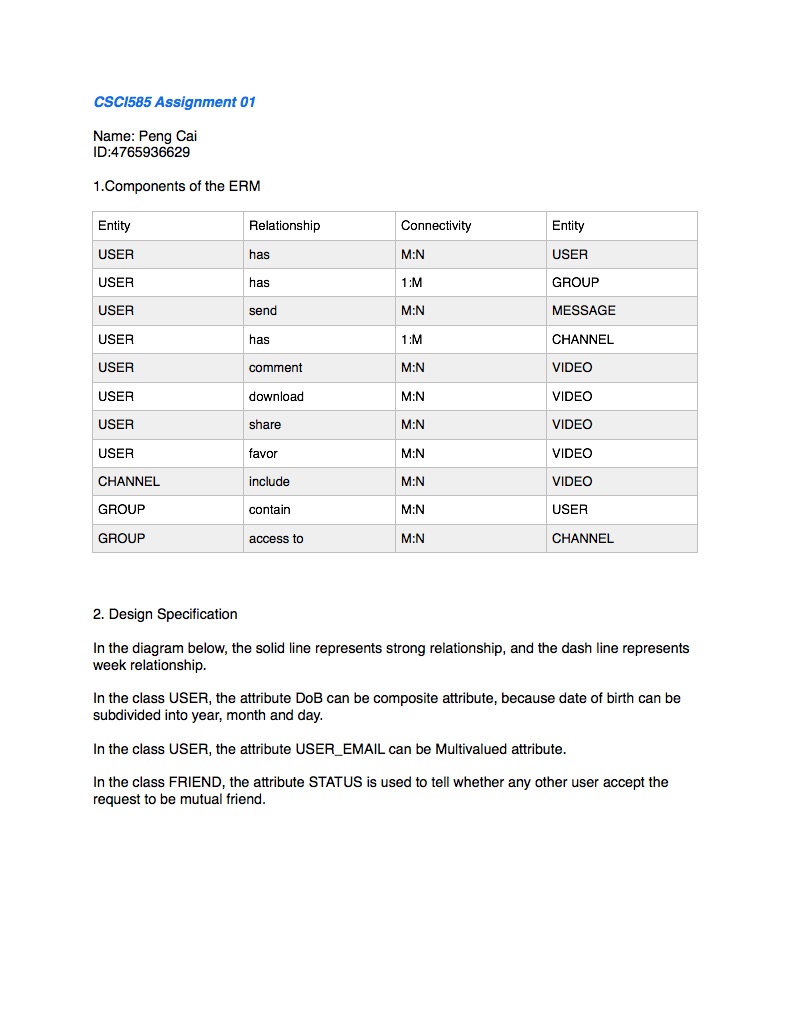 CSCI585 Assignment 01
Name: Peng Cai
ID:4765936629
1.Components of the ERM
Entity Relationship Connectivity Entity
USER has M:N USER
USER has 1:M GROUP
USER send M:N MESSAGE
USER has 1:M CHANNEL
USER comment M:N VIDEO
USER download M:N VIDEO
USER share M:N VIDEO
USER favor M:N VIDEO
CHANNEL include M:N VIDEO
GROUP contain M:N USER
GROUP access to M:N CHANNEL
2. Design Specification
In the diagram below, the solid line represents strong relationship, and the dash line represents
week relationship.
In the class USER, the attribute DoB can be composite attribute, because date of birth can be
subdivided into year, month and day.
In the class USER, the attribute USER_EMAIL can be Multivalued attribute.
In the class FRIEND, the attribute STATUS is used to tell whether any other user accept the
request to be mutual friend.